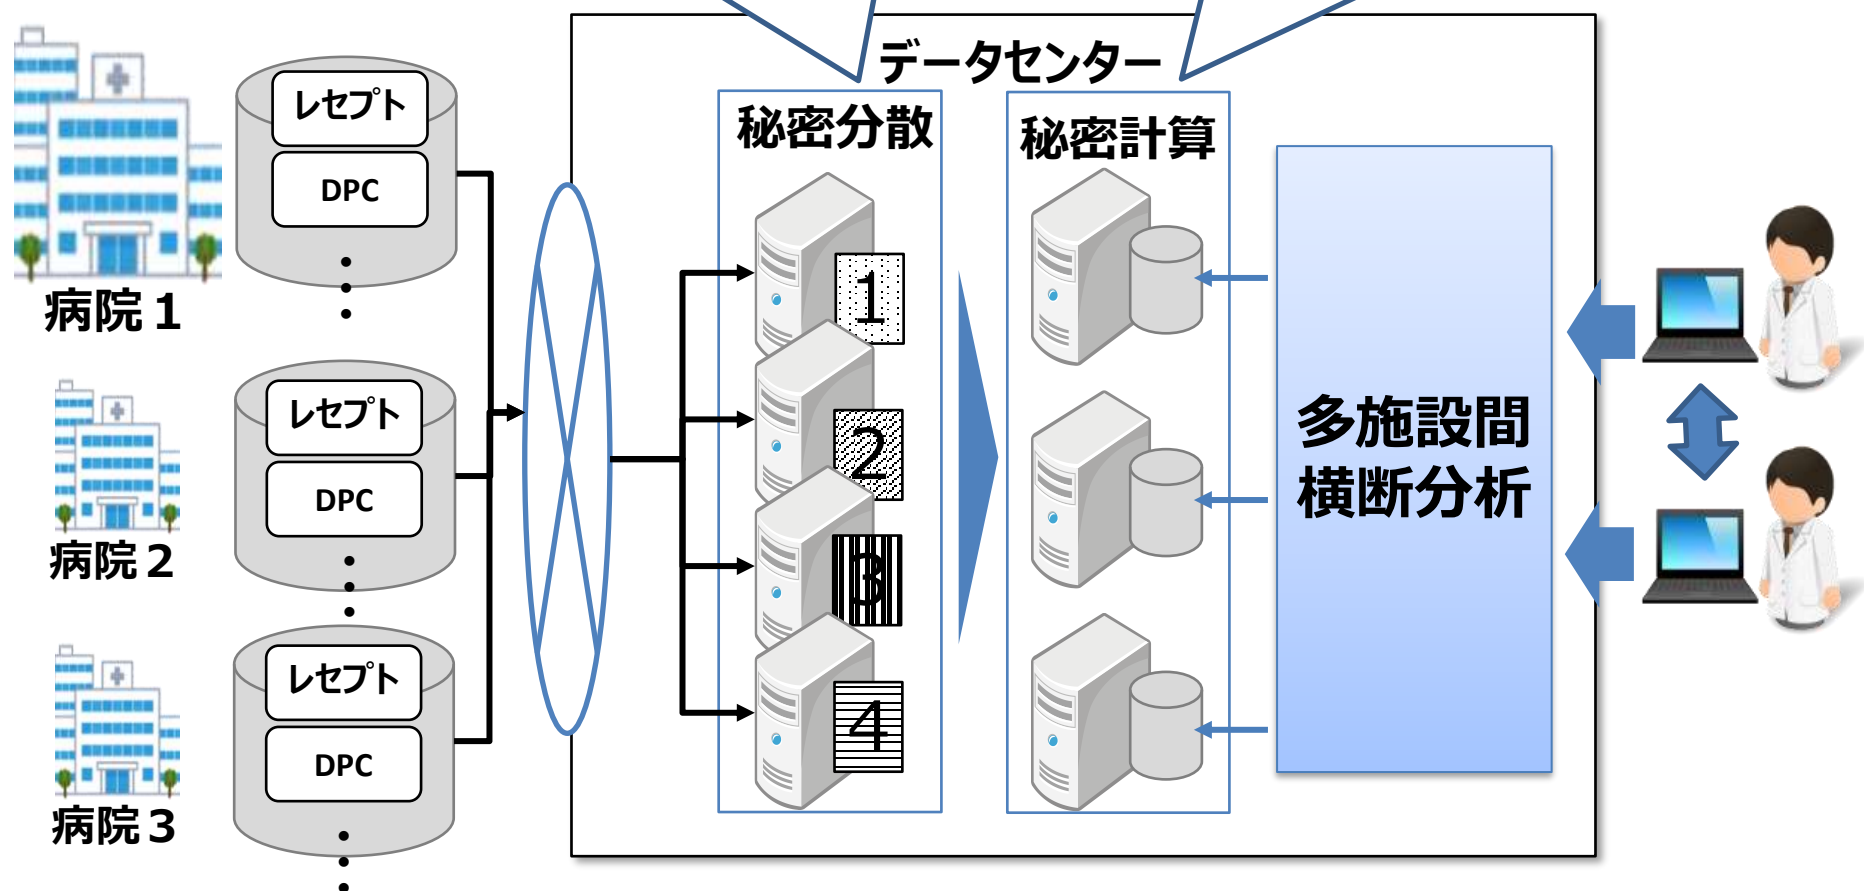 データセンター
秘密分散
秘密計算
レセプト
DPC
病院1
レセプト
DPC
病院2
レセプト
DPC
病院3
1
2
3
4
多施設間
横断分析